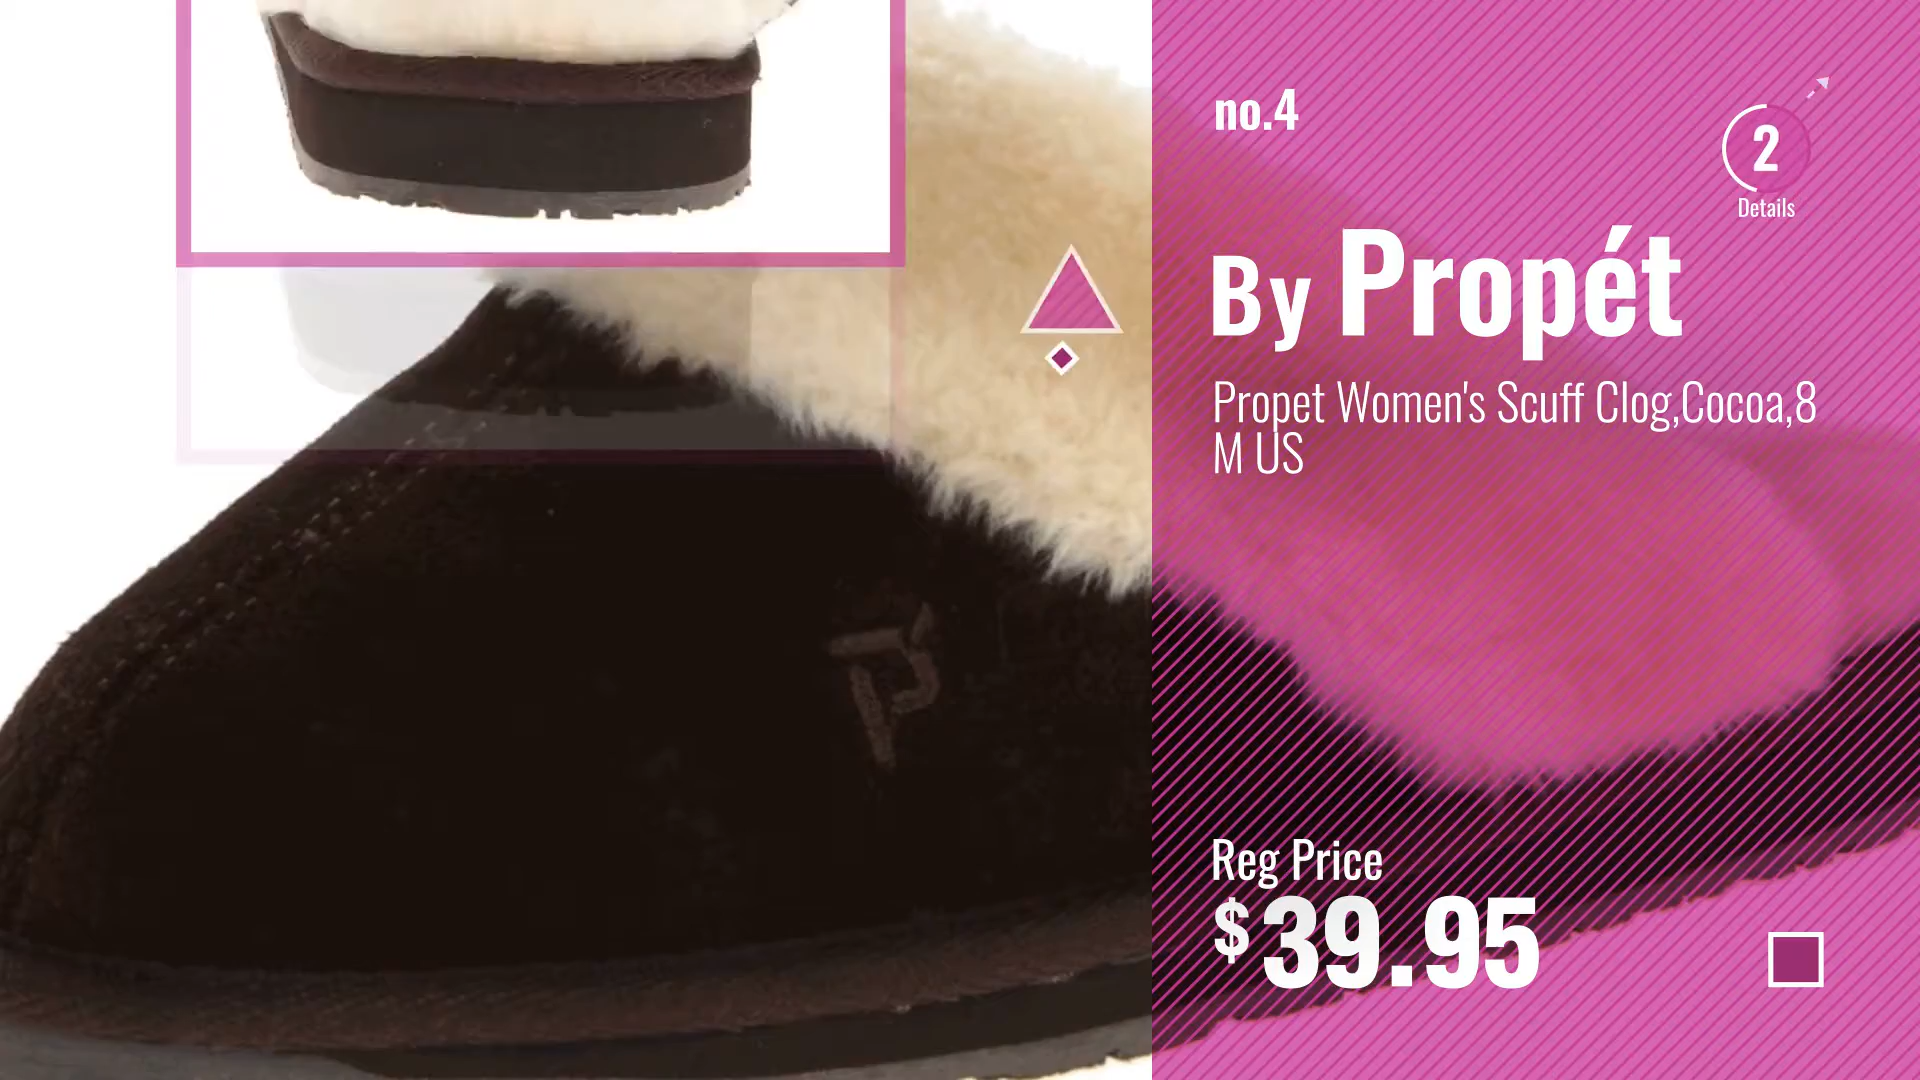 no.4
2
Details
By Propét
Propet Women's Scuff Clog,Cocoa,8
M US
Reg Price
$39.95